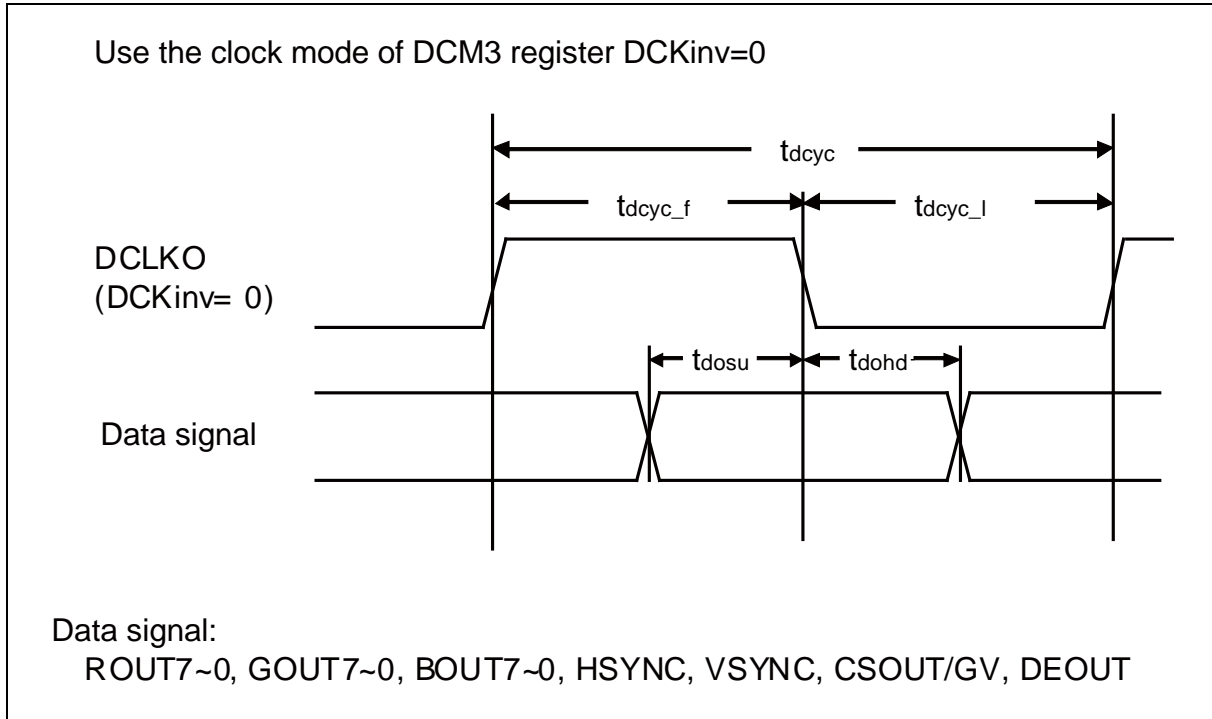 Use the clock mode of DCM3 register DCKinv=0
tdcyc
tdcyc_f
tdcyc_l
DCLKO
(DCKinv= 0)
tdosu
tdohd
Data signal
Data signal:
ROUT7~0, GOUT7~0, BOUT7~0, HSYNC, VSYNC, CSOUT/GV, DEOUT